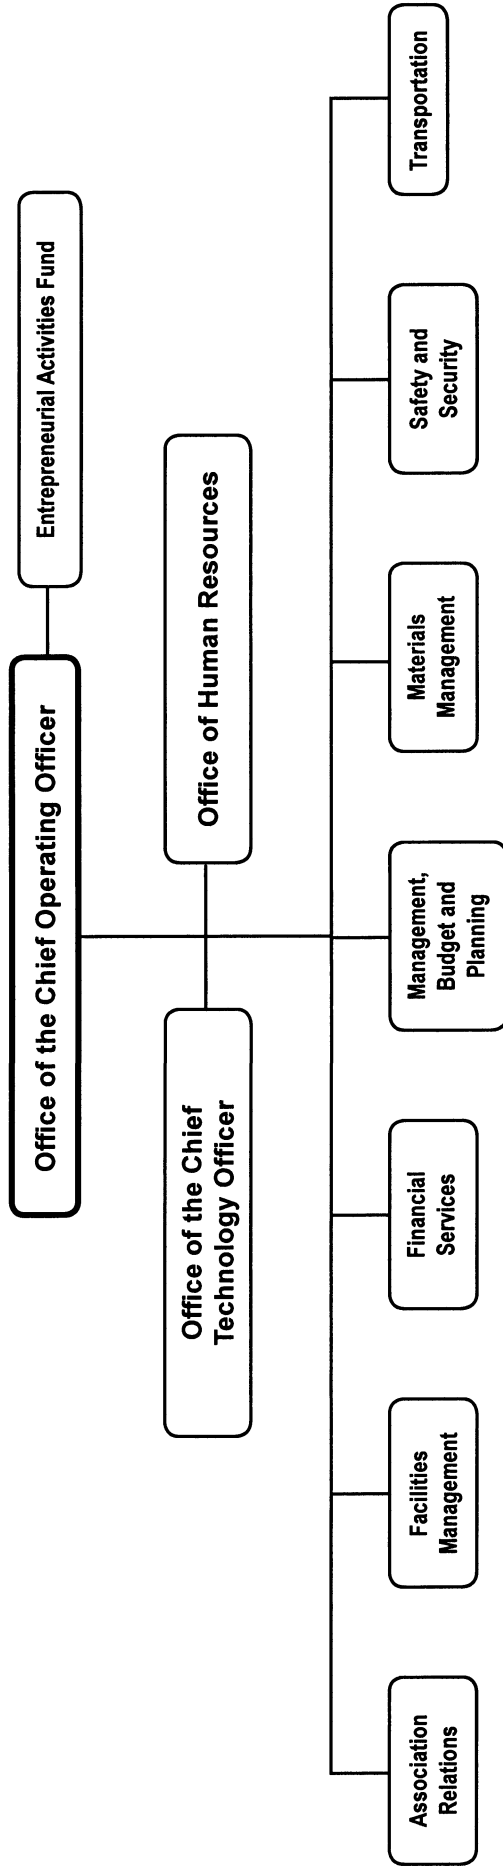 Office of the Chief Operating Officer
Entrepreneurial Activities Fund
Office of the Chief
Technology Officer
Office of Human Resources
Association
Relations
Facilities
Management
Financial
Services
Management,
Budget and
Planning
Materials
Management
Safety and
Security
Transportation